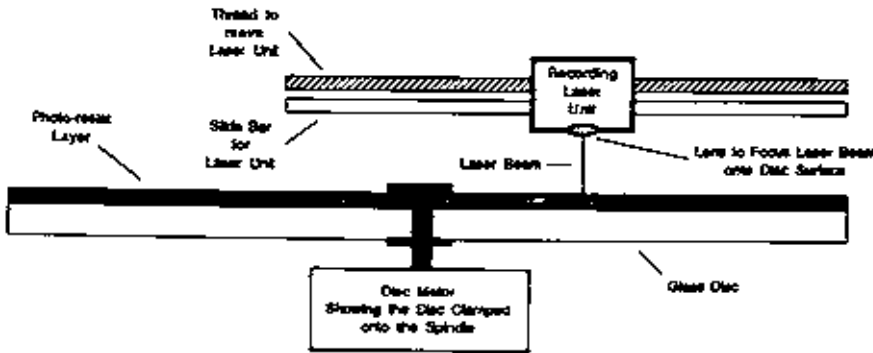 Thread to
move
Laser Unit
Recording
Laser
Unit
Photo-resist
Layer
Slide Bar
for
Laser Unit
Laser Beam
Lens to Focus Laser Beam
onto Disc Surface
Glass Disc
Disc Motor
Showing the Disc Clamped
onto the Spindle